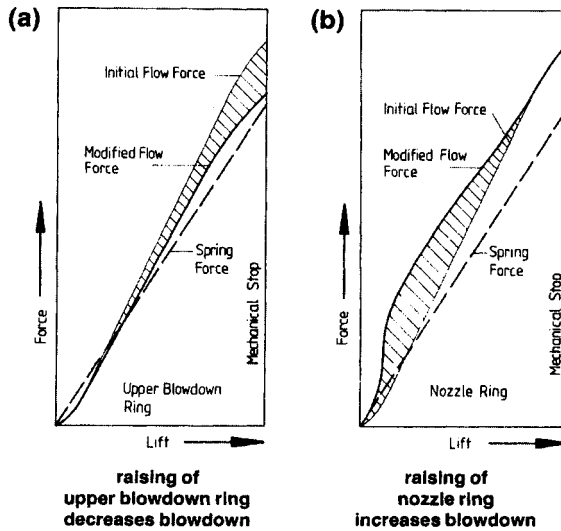 (a)
Initial Flow Force
Modified Flow
Force
Spring
Force
Mechanical Stop
Force
Upper Blowdown
Ring
Lift
raising of
upper blowdown ring
decreases blowdown
(b)
Initial Flow Force
Modified Flow
Force
Spring
Force
Mechanical Stop
Force
Nozzle Ring
Lift
raising of
nozzle ring
increases blowdown